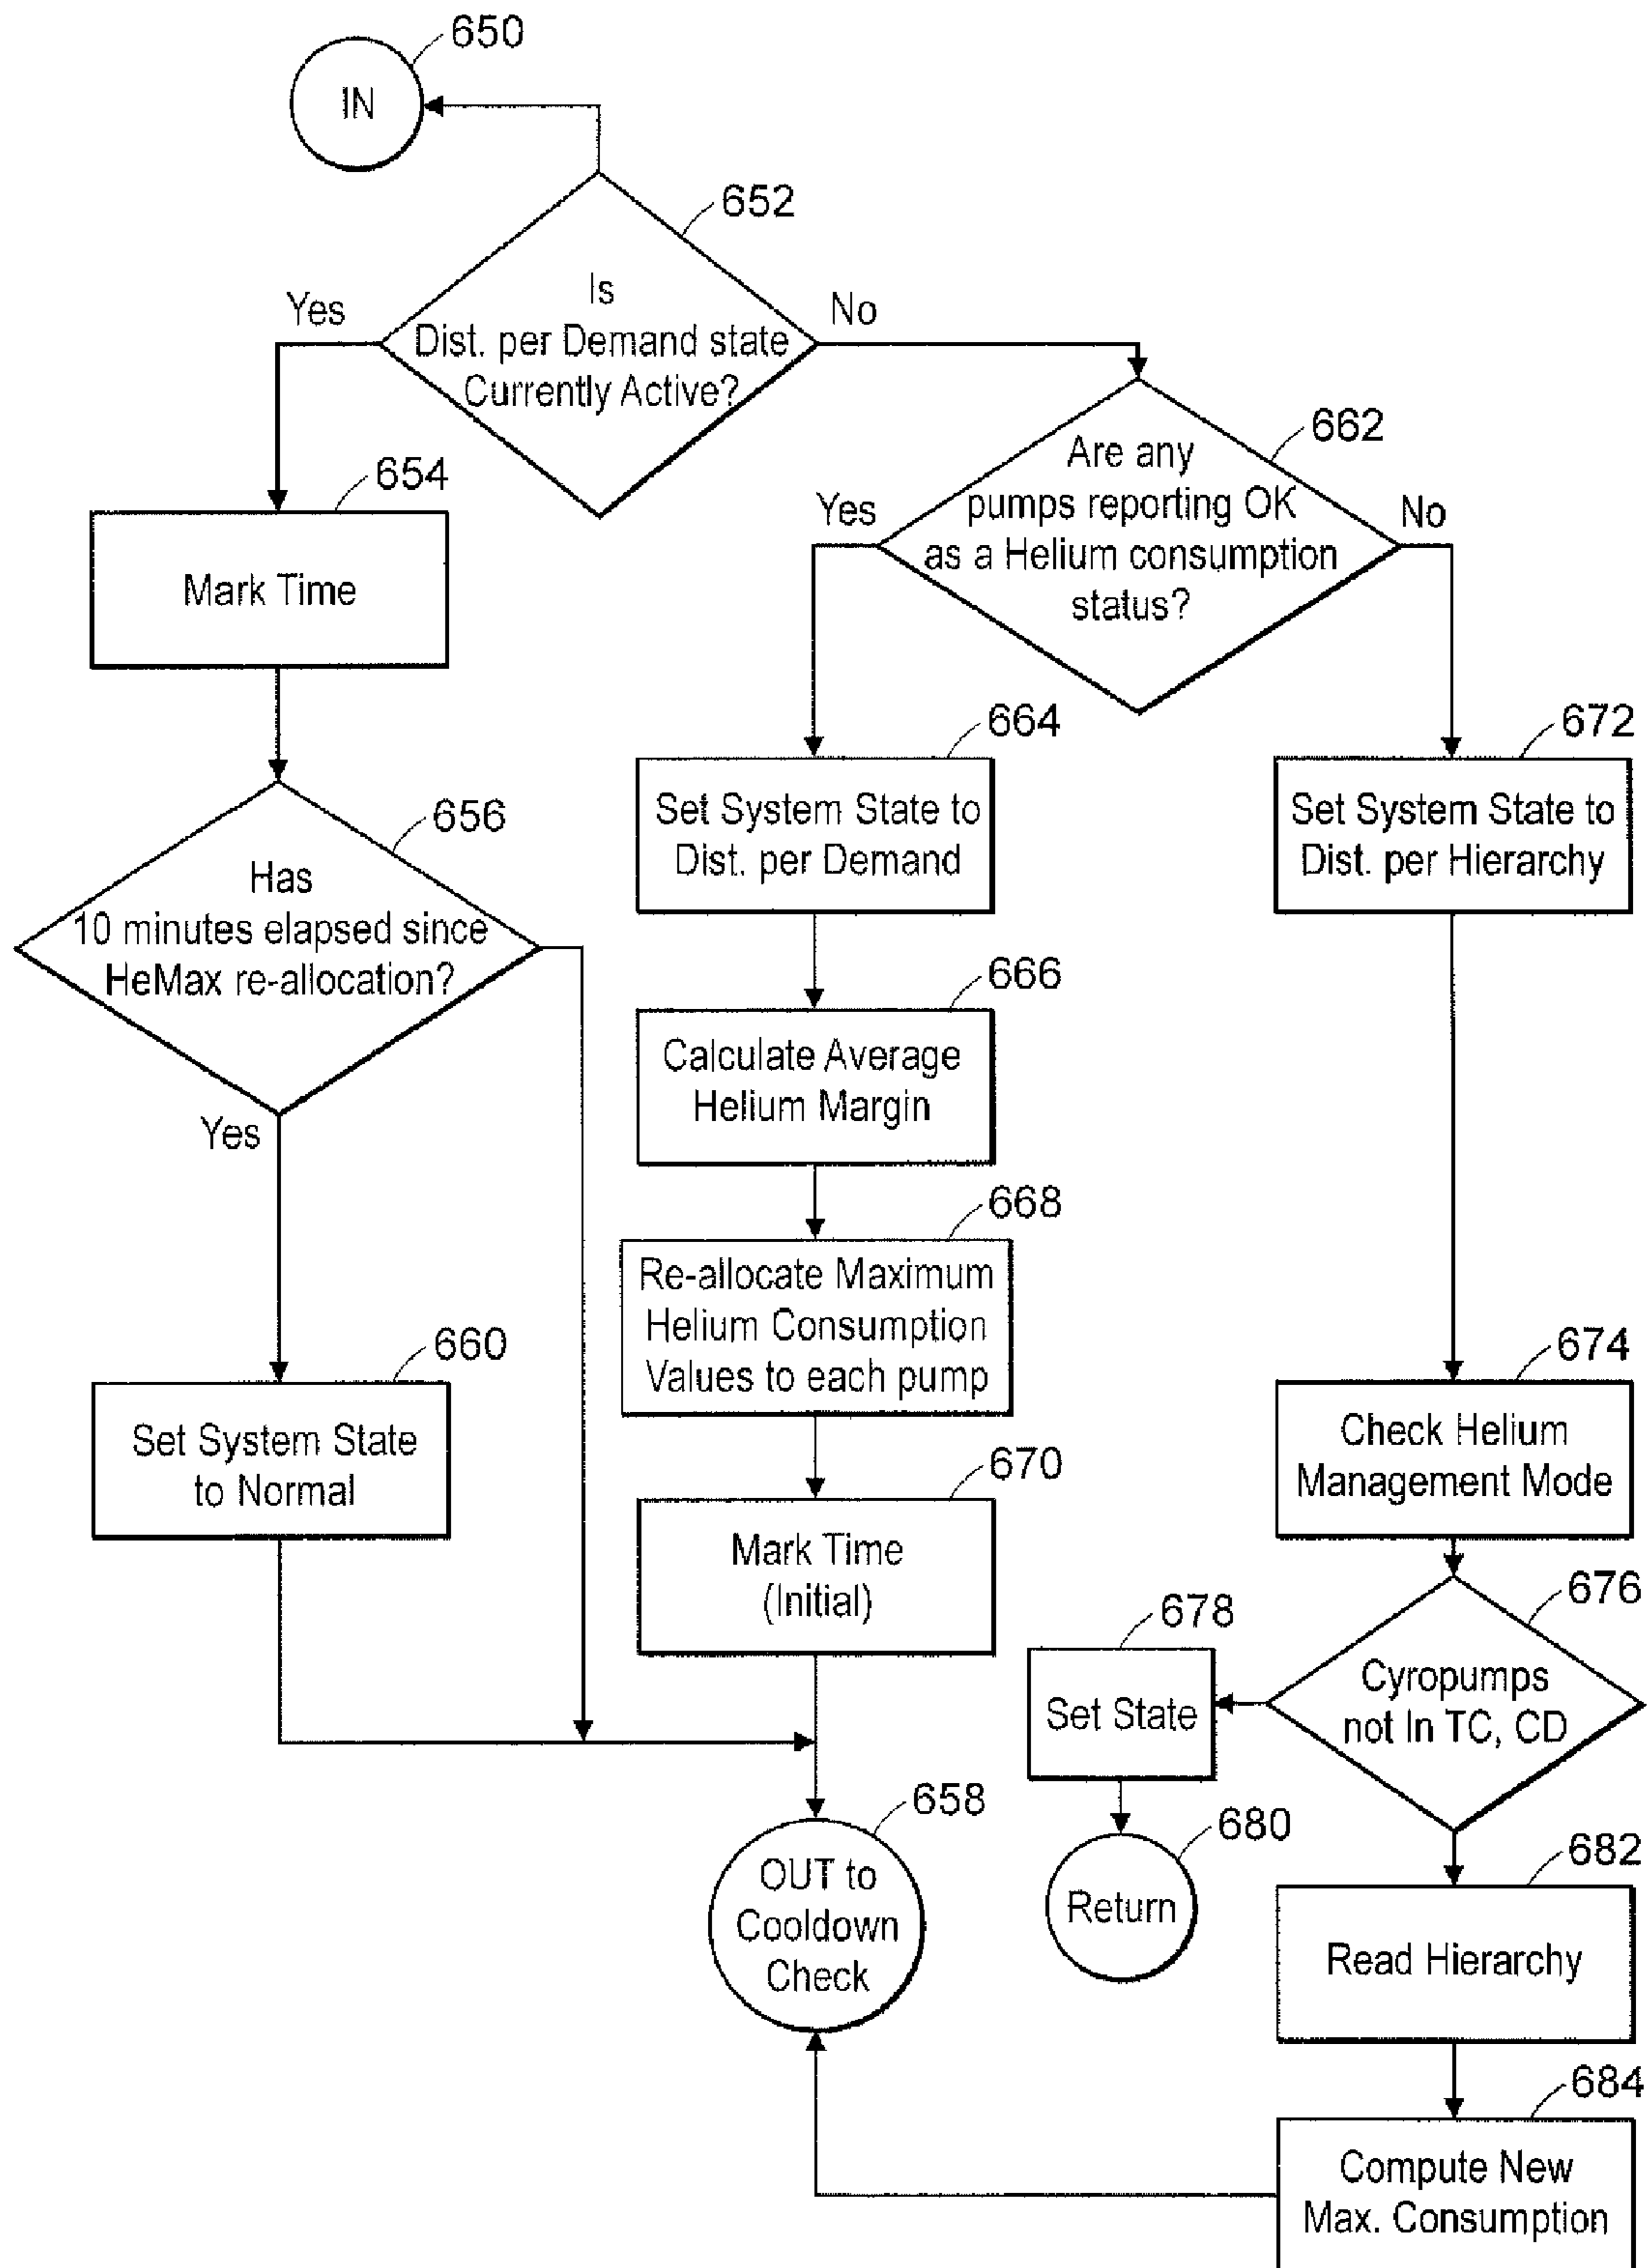 650
IN
652
Is
Dist. per Demand state
Currently Active?
Yes
No
654
Mark Time
662
Are any
pumps reporting OK
as a Helium consumption
status?
Yes
No
656
Has
10 minutes elapsed since
HeMax re-allocation?
Yes
664
Set System State to
Dist. per Demand
672
Set System State to
Dist. per Hierarchy
666
Calculate Average
Helium Margin
668
Re-allocate Maximum
Helium Consumption
Values to each pump
660
Set System State
to Normal
670
Mark Time
(Initial)
674
Check Helium
Management Mode
676
Cyropumps
not In TC, CD
678
Set State
680
Return
658
OUT to
Cooldown
Check
682
Read Hierarchy
684
Compute New
Max. Consumption